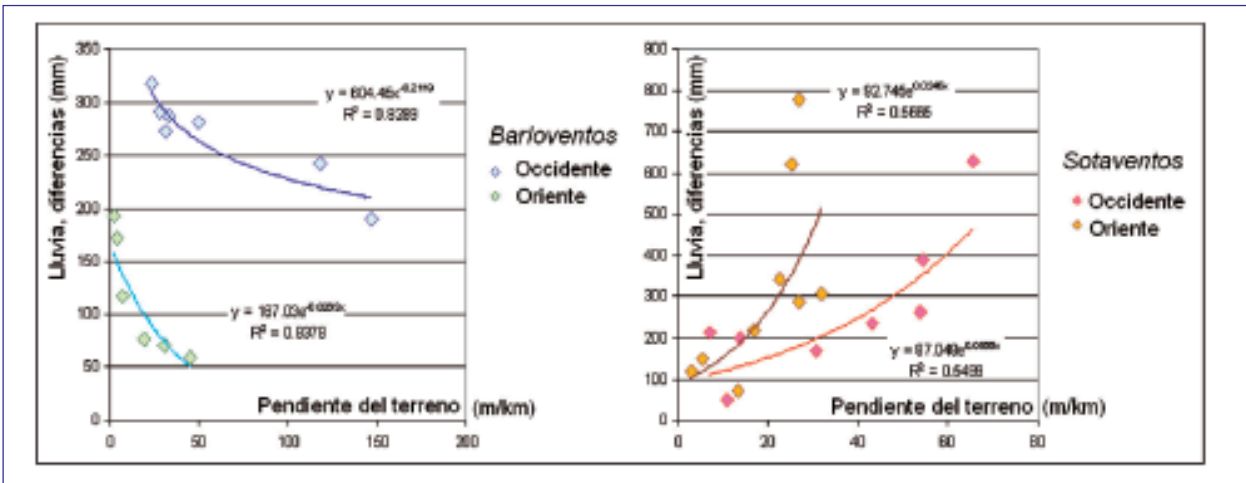 Lluvia, diferencias (mm)
350
300
250
200
150
100
50
0
R² = 0.8289
R² = 0.8378
Pendiente del terreno (m/km)
0 50 100 150 200
Barloventos
Occidente
Oriente
Lluvia, diferencias (mm)
900
800
700
600
500
400
300
200
100
0
R² = 0.5665
R² = 0.5499
Pendiente del terreno (m/km)
0 20 40 60 80
Sotaventos
Occidente
Oriente